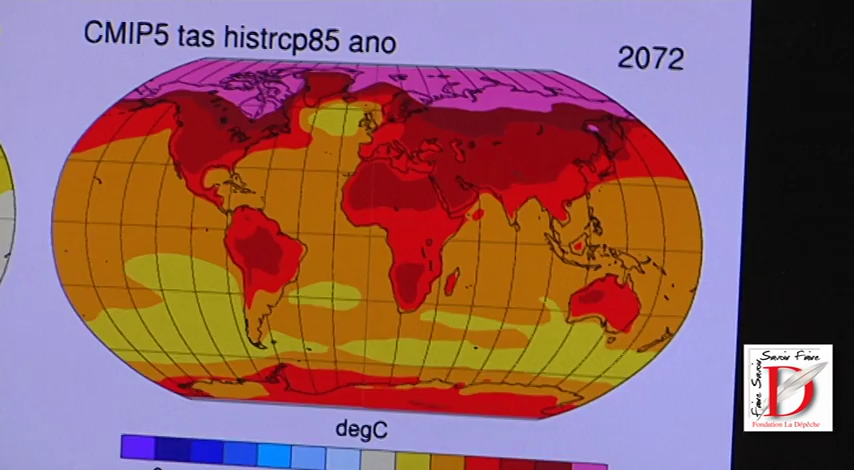 CMIP5 tas histrcp85 ano
2072
degC
Savoir Faire
Faire Savoir
D
Fondation La Dépêche